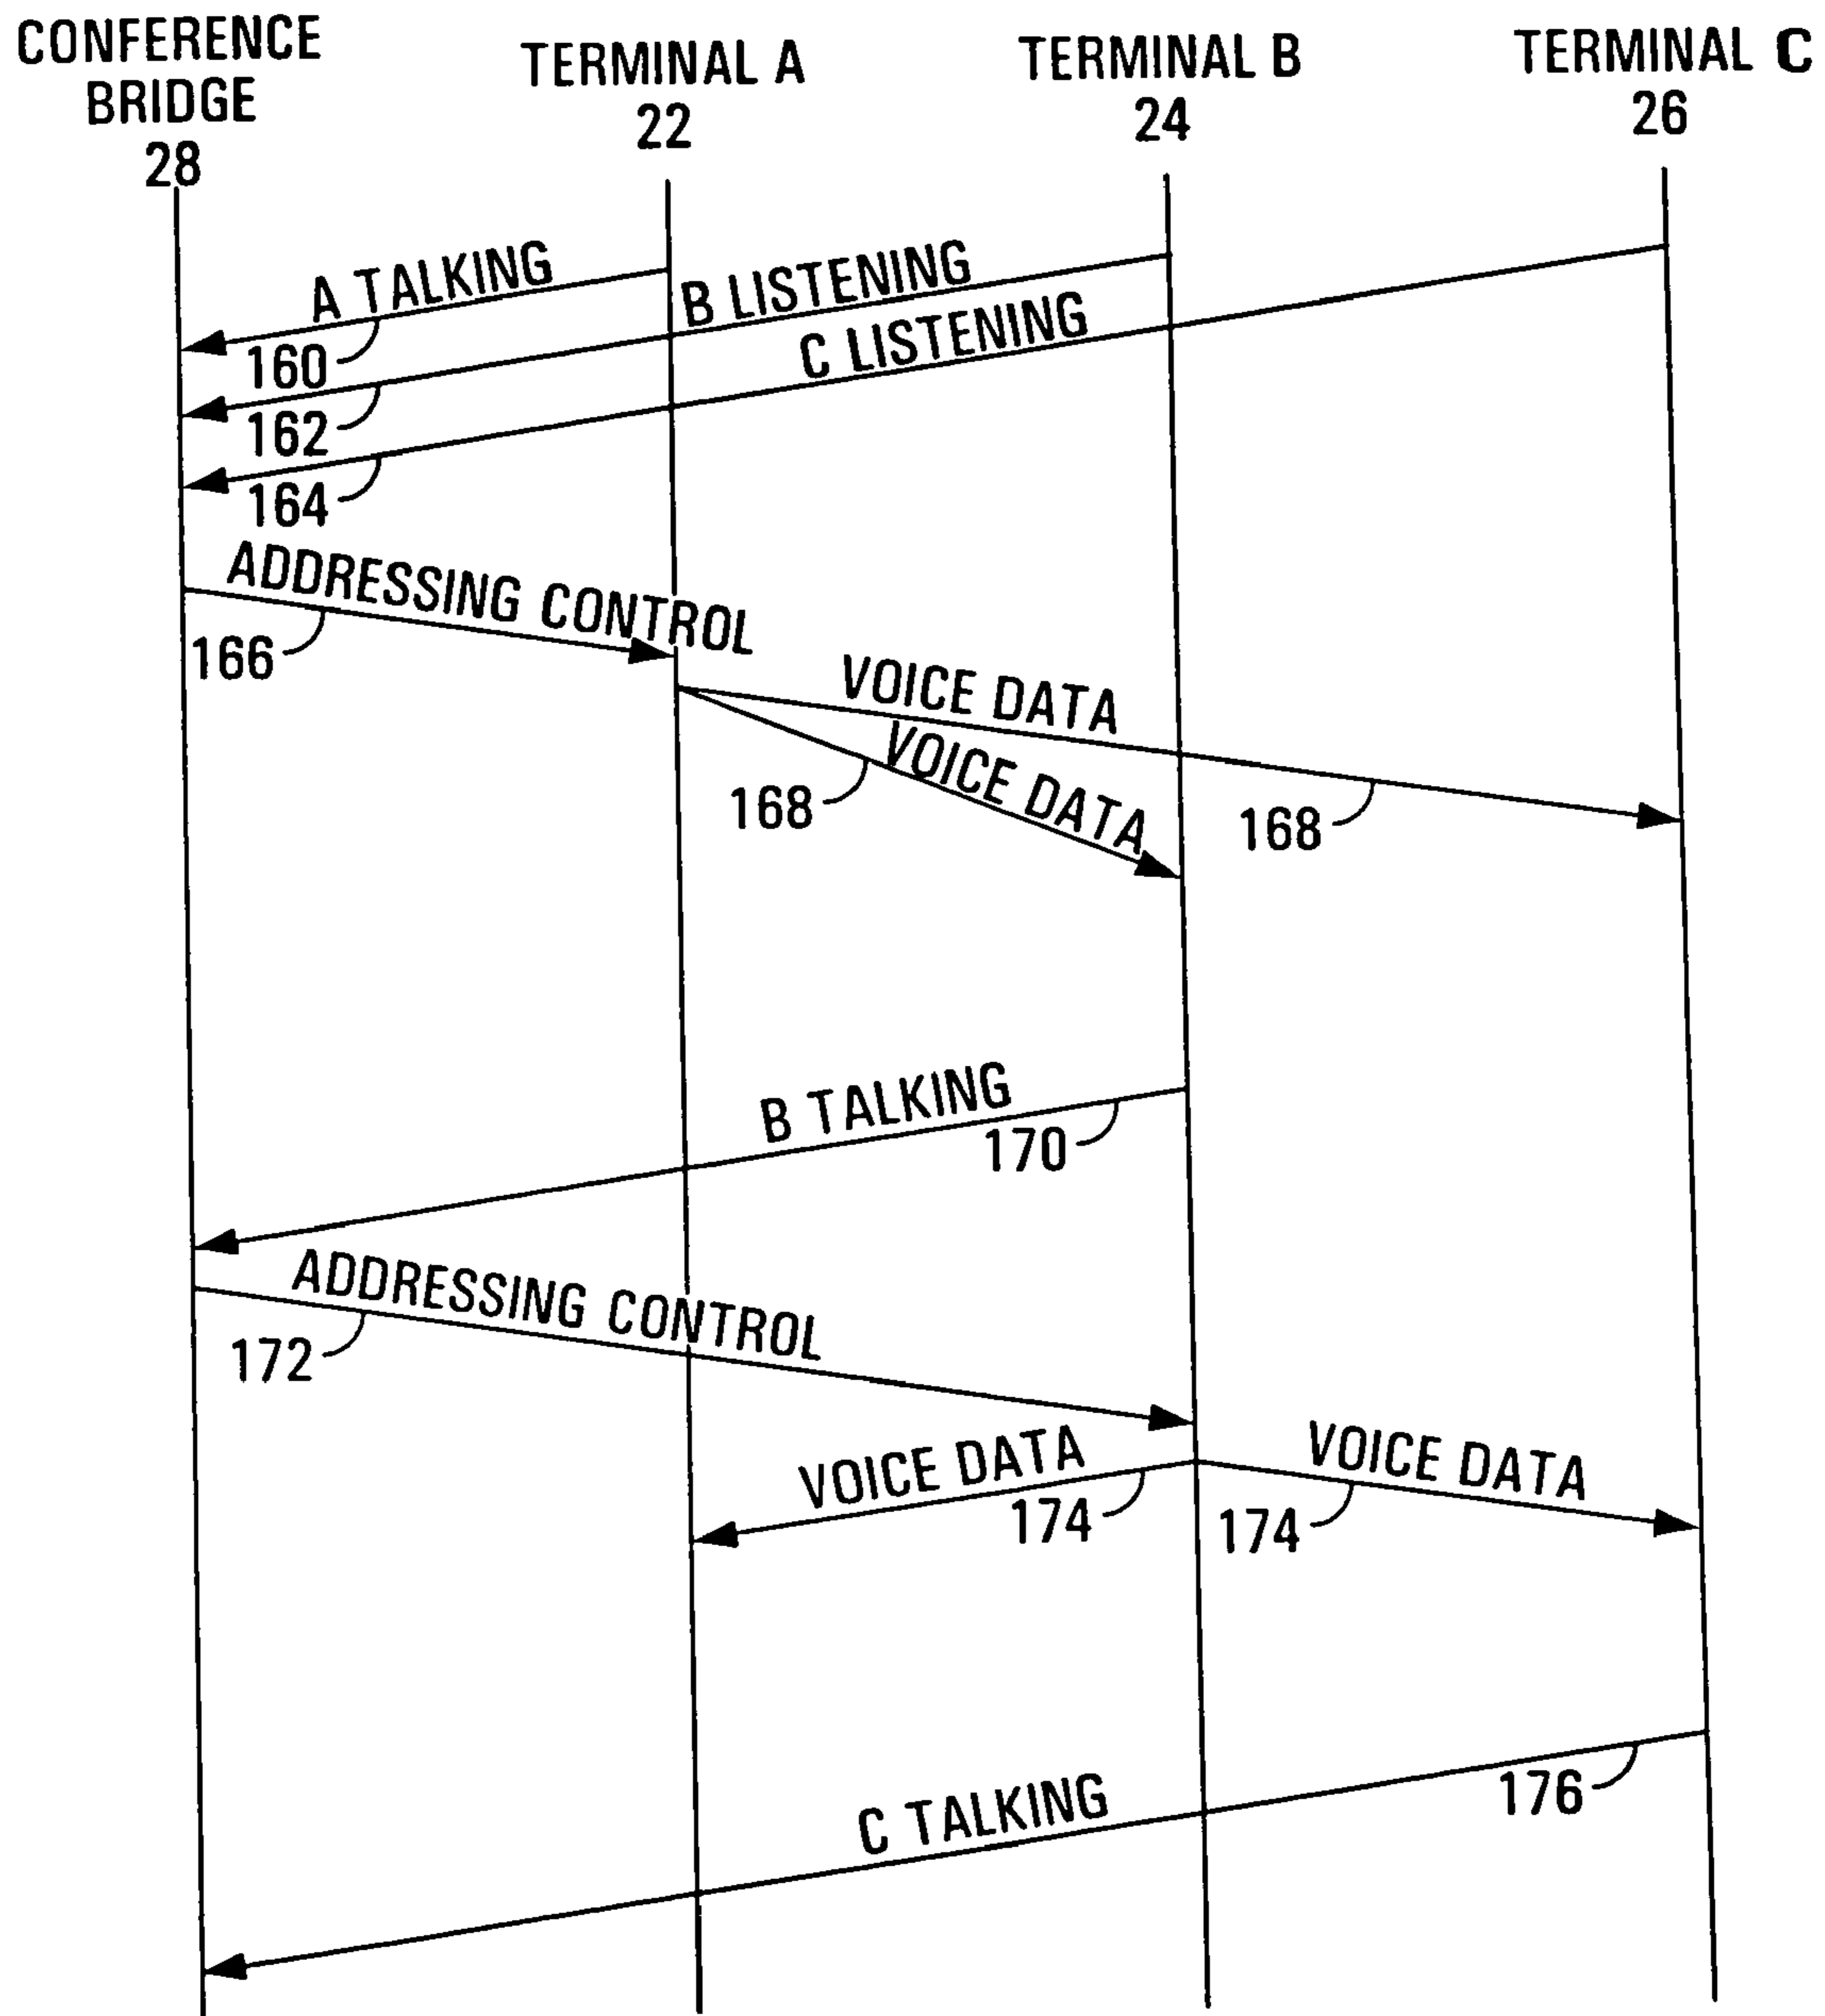 CONFERENCE
BRIDGE
28
TERMINAL A
22
TERMINAL B
24
TERMINAL C
26
A TALKING
160
B LISTENING
162
C LISTENING
164
ADDRESSING CONTROL
166
VOICE DATA
168
VOICE DATA
168
B TALKING
170
ADDRESSING CONTROL
172
VOICE DATA
174
VOICE DATA
174
C TALKING
176